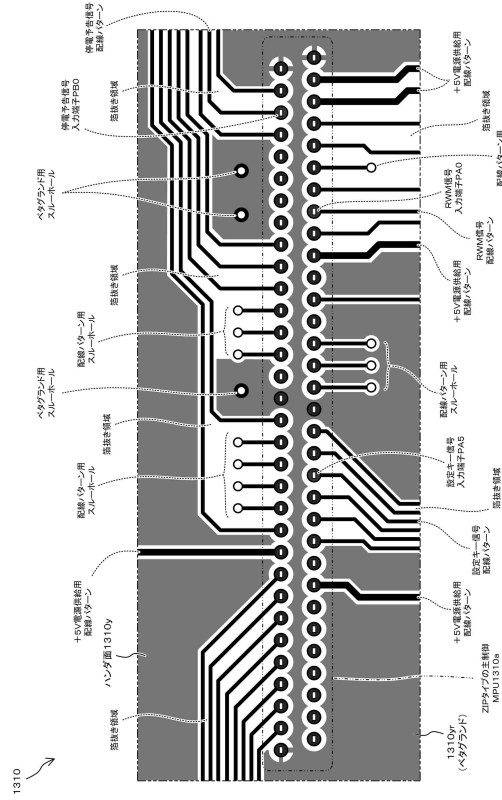 1310
ハンダ面1310y
＋5V電源供給用
配線パターン
箔抜き領域
配線パターン用
スルーホール
箔抜き領域
ベタグランド用
スルーホール
配線パターン用
スルーホール
箔抜き領域
ベタグランド用
スルーホール
停電予告信号
入力端子PB0
箔抜き領域
停電予告信号
配線パターン
1310yr
(ベタグランド)
ZIPタイプの主制御
MPU1310a
＋5V電源供給用
配線パターン
設定キー信号
配線パターン
箔抜き領域
設定キー信号
入力端子PA5
配線パターン用
スルーホール
＋5V電源供給用
配線パターン
RWM信号
配線パターン
RWM信号
入力端子PA0
配線パターン用
箔抜き領域
＋5V電源供給用
配線パターン